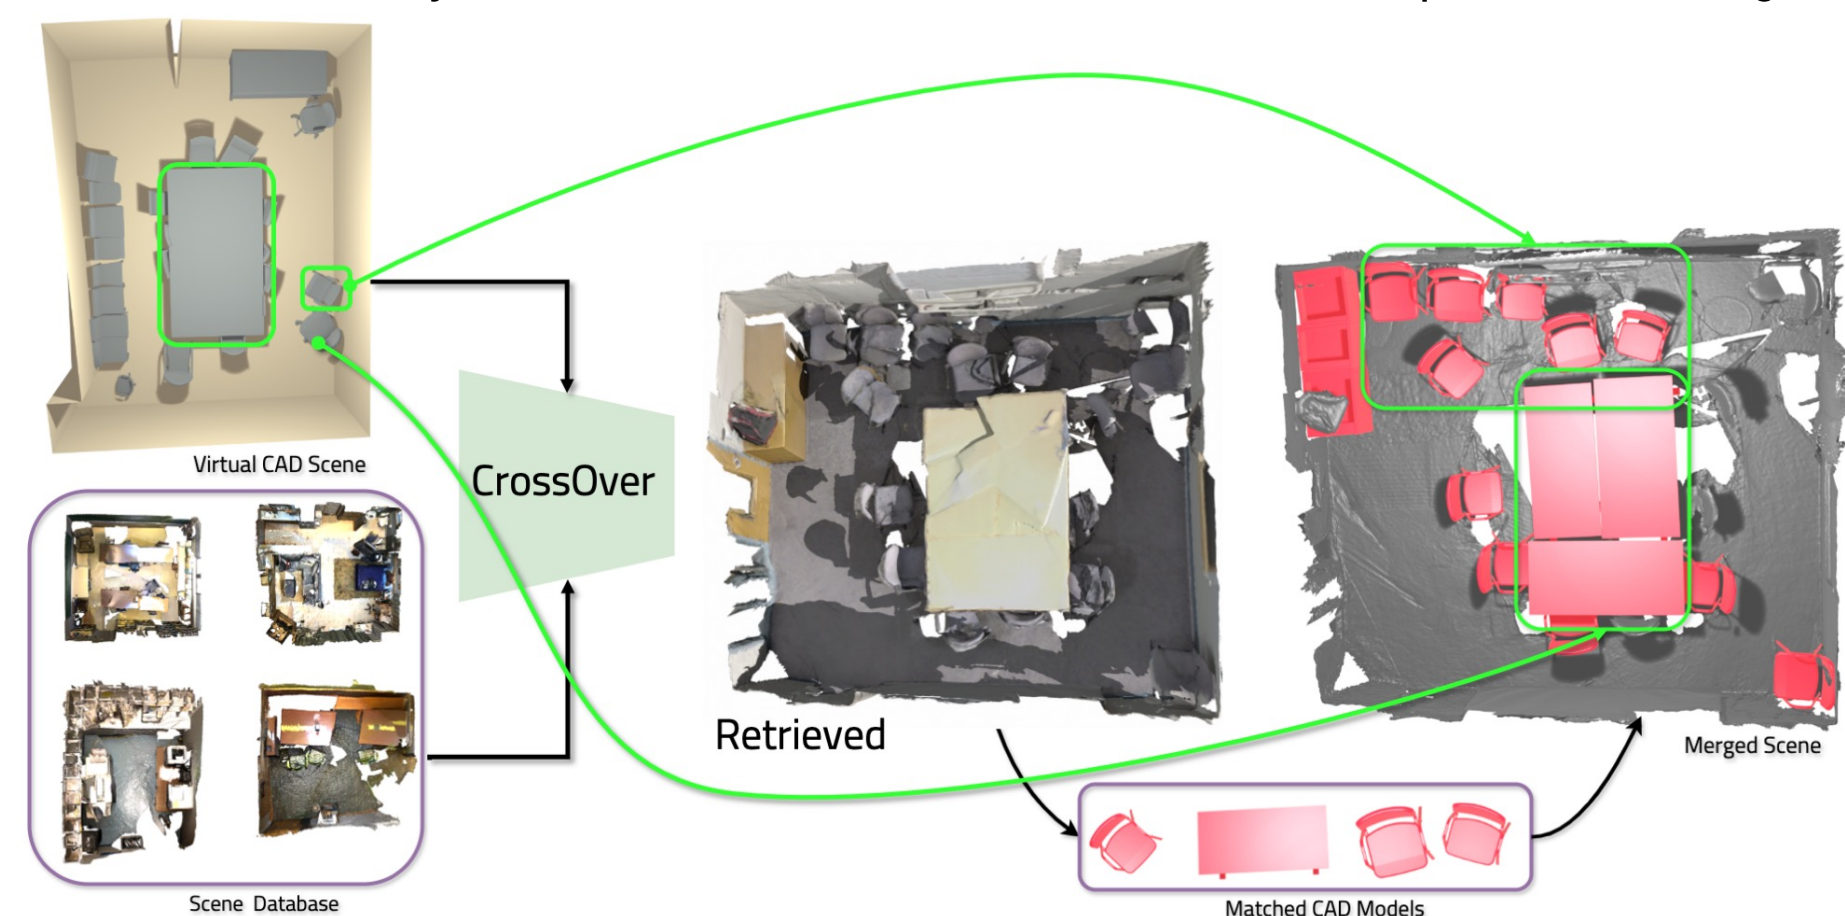 Virtual CAD Scene
CrossOver
Retrieved
Merged Scene
Scene Database
Matched CAD Models